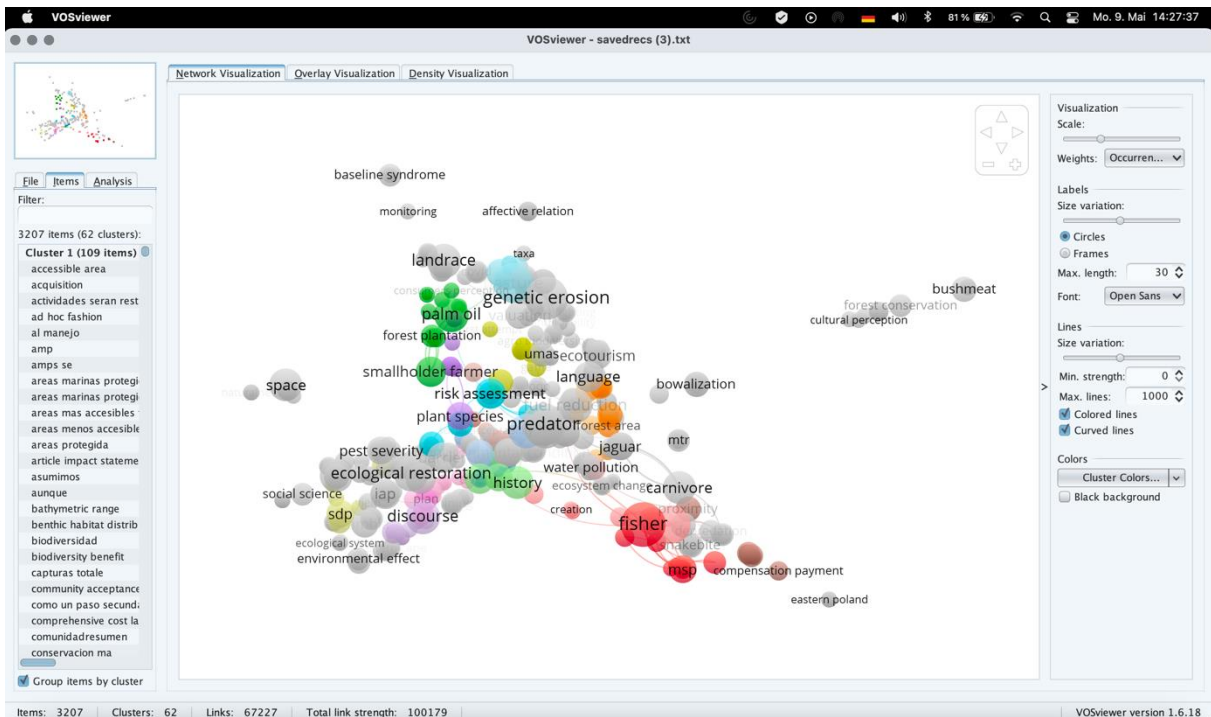 VOSviewer
81 %
Mo. 9. Mai 14:27:37
VOSviewer - savedrecs (3).txt
Network Visualization
Overlay Visualization
Density Visualization
File
Items
Analysis
Filter:
3207 items (62 clusters):
Cluster 1 (109 items)
accessible area
acquisition
actividades seran rest
ad hoc fashion
al manejo
amp
amps se
areas marinas protegi
areas marinas protegi
areas mas accesibles
areas menos accesible
areas protegida
article impact stateme
asumimos
aunque
bathymetric range
benthic habitat distrib
biodiversidad
biodiversity benefit
capturas totale
community acceptance
como un paso secund
comprehensive cost la
comunidadresumen
conservacion ma
Group items by cluster
baseline syndrome
monitoring
affective relation
taxa
landrace
genetic erosion
palm oil
forest plantation
umas
ecotourism
smallholder farmer
language
risk assessment
fuel reduction
plant species
predator
forest area
pest severity
jaguar
mtr
ecological restoration
history
water pollution
ecosystem change
carnivore
social science
iap
plan
sdp
discourse
creation
proximity
fisher
snakebite
ecological system
environmental effect
msp
compensation payment
eastern poland
space
bowalization
bushmeat
forest conservation
cultural perception
Visualization
Scale:
Weights:
Occurren...
Labels
Size variation:
Circles
Frames
Max. length:
30
Font:
Open Sans
Lines
Size variation:
Min. strength:
0
Max. lines:
1000
Colored lines
Curved lines
Colors
Cluster Colors...
Black background
Items: 3207
Clusters: 62
Links: 67227
Total link strength: 100179
VOSviewer version 1.6.18